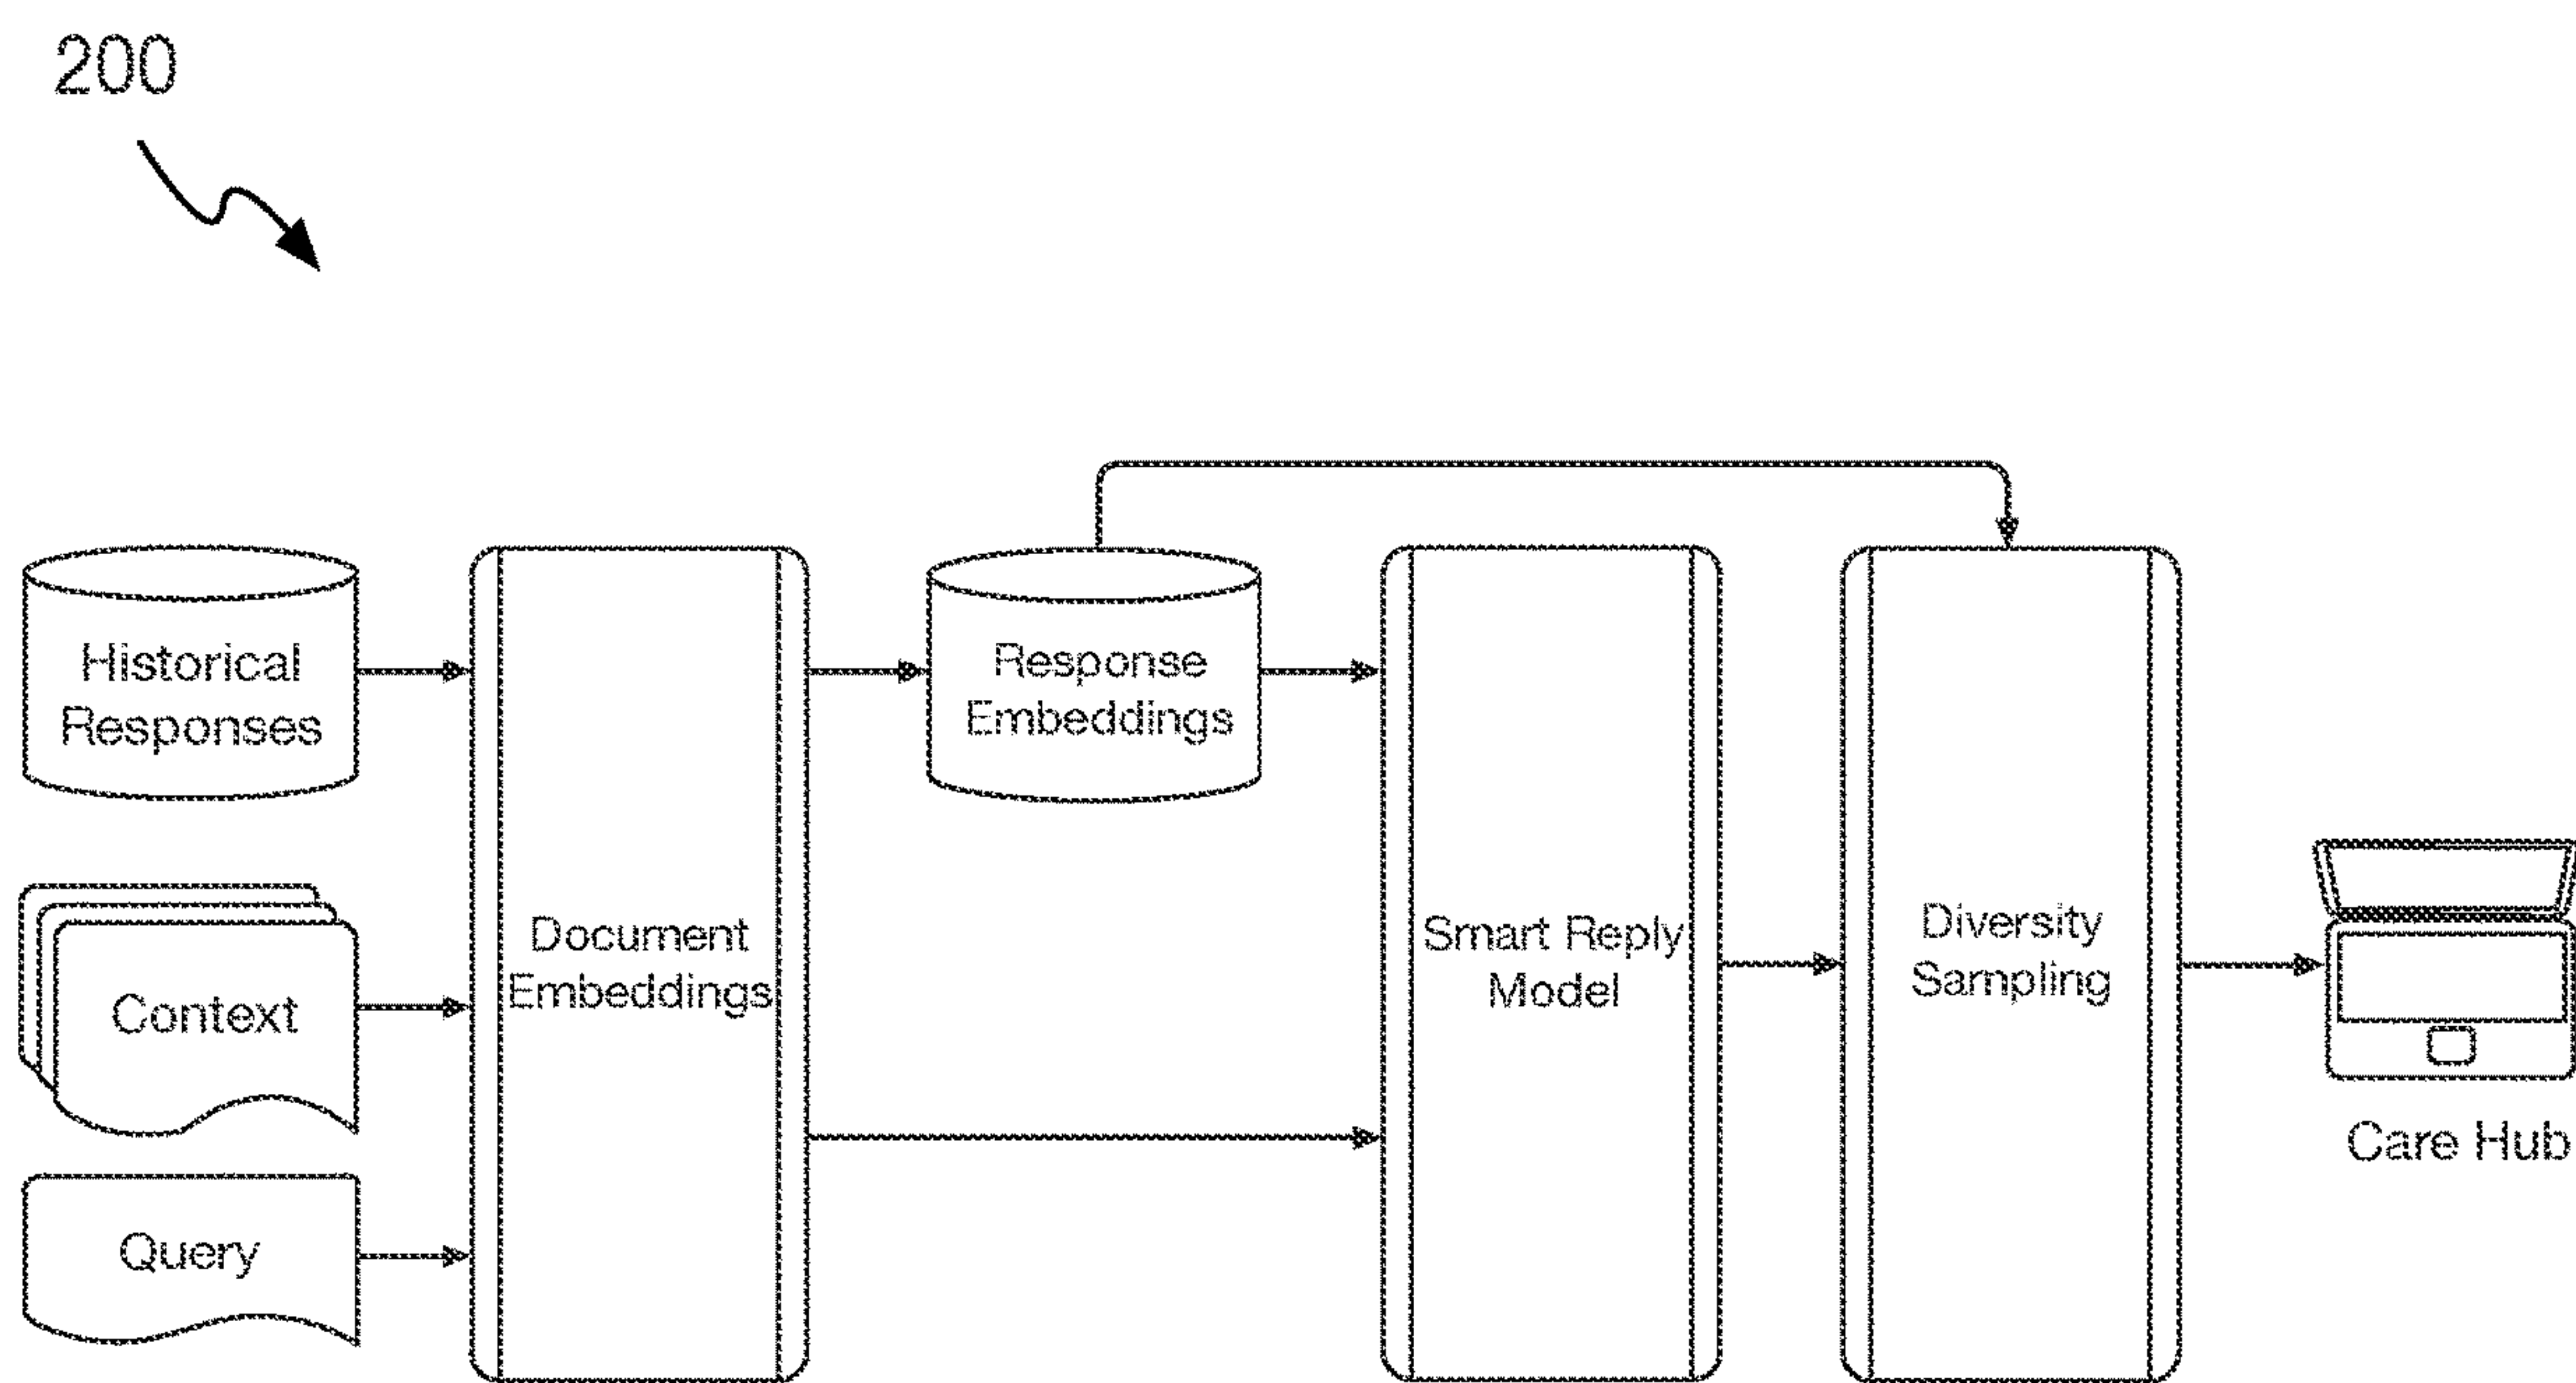 200
Historical
Responses
Context
Query
Document
Embeddings
Response
Embeddings
Smart Reply
Model
Diversity
Sampling
Care Hub